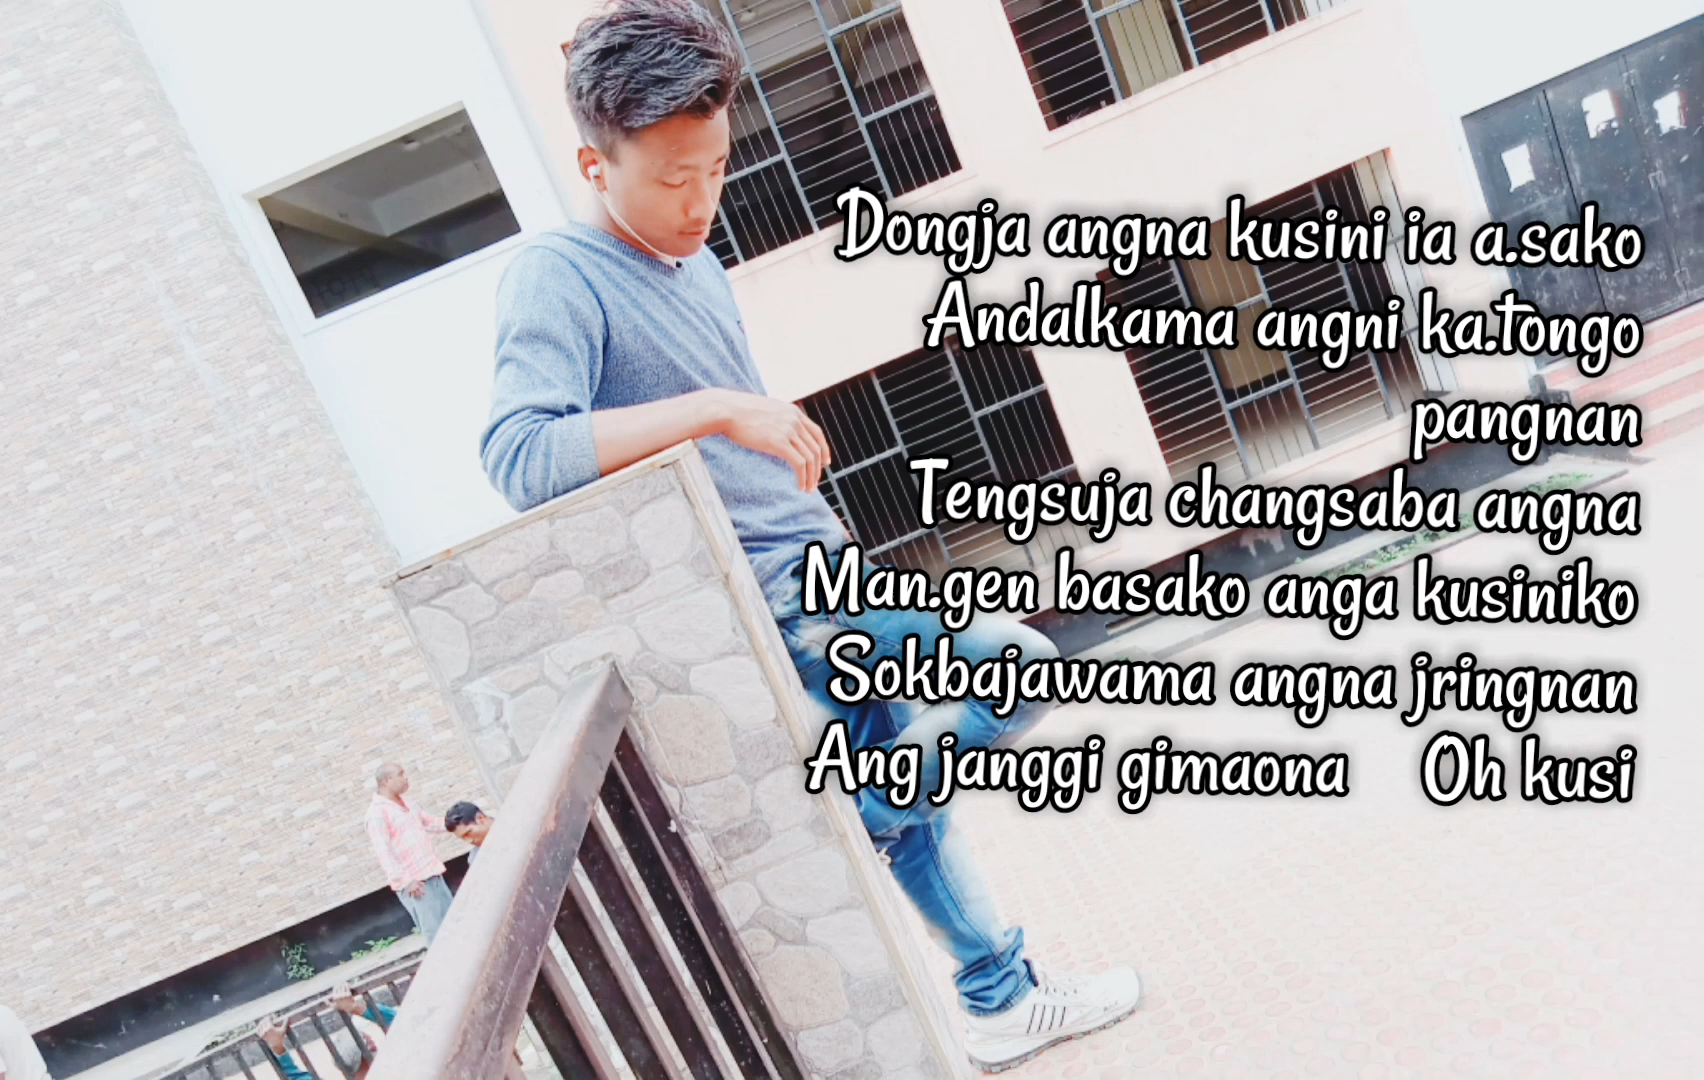 Dongja angna kusini ia a.sako
Andalkama angni ka.tongo
pangnan
Tengsuja changsaba angna
Man.gen basako anga kusiniko
Sokbajawama angna jringnan
Ang janggi gimaona Oh kusi